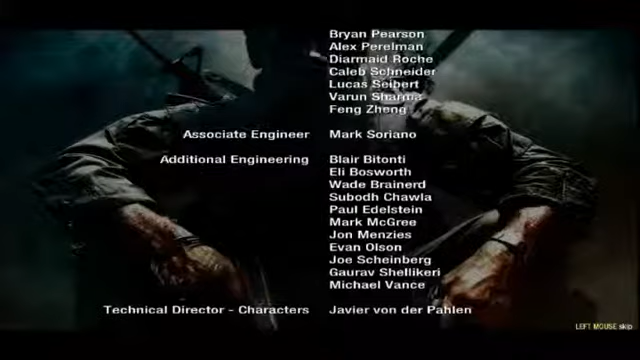 Bryan Pearson
Alex Perelman
Diarmaid Roche
Caleb Schneider
Lucas Seibert
Varun Sharma
Feng Zheng
Associate Engineer Mark Soriano
Additional Engineering Blair Bitonti
Eli Bosworth
Wade Brainerd
Subodh Chawla
Paul Edelstein
Mark McGree
Jon Menzies
Evan Olson
Joe Scheinberg
Gaurav Shellikeri
Michael Vance
Technical Director - Characters Javier von der Pahlen
LEFT MOUSE skip